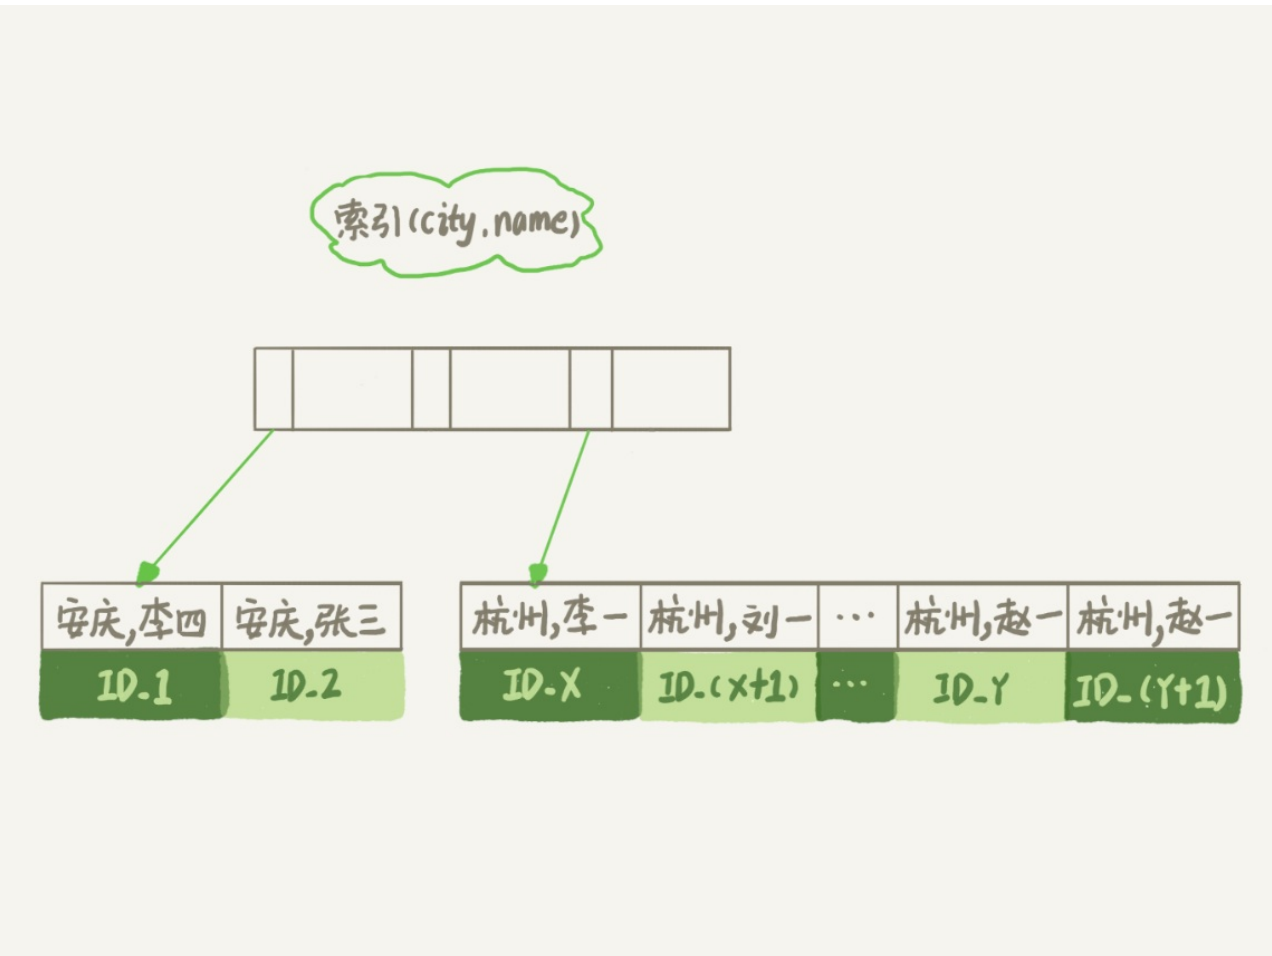 索引(city,name)
安庆,李四 安庆,张三 杭州,李一 杭州,刘一 ... 杭州,赵一 杭州,赵一
ID_1 ID_2 ID_X ID_(X+1) ... ID_Y ID_(Y+1)